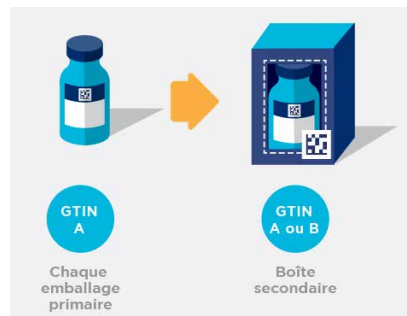 GTIN
A
GTIN
A ou B
Chaque
emballage
primaire
Boîte
secondaire